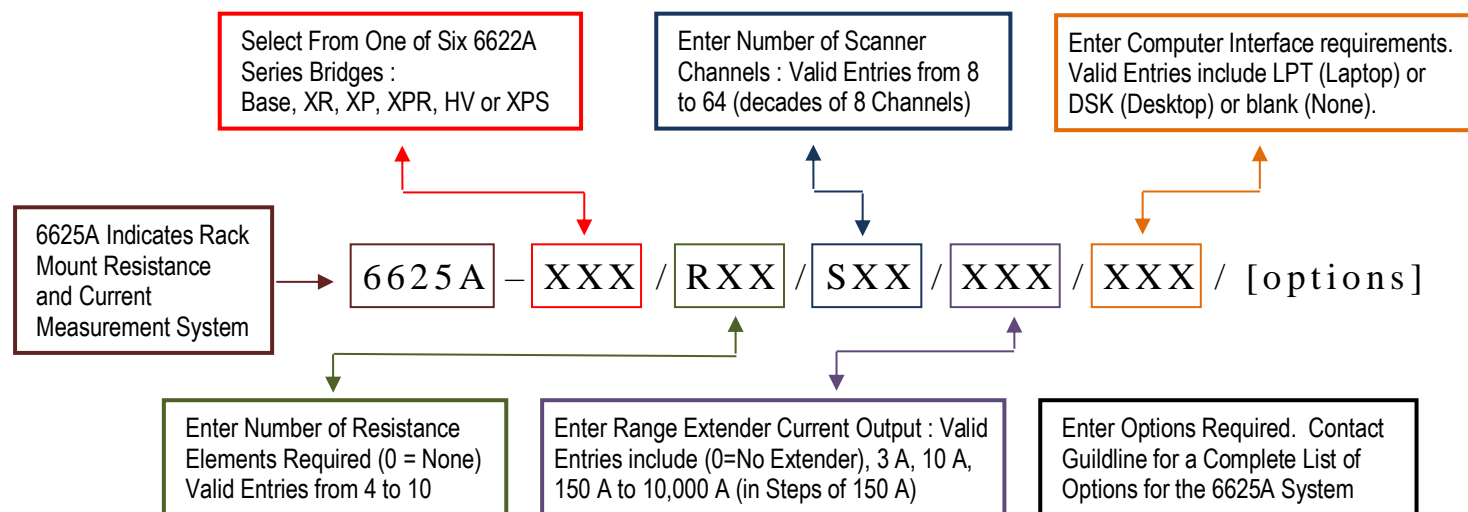 Select From One of Six 6622A
Series Bridges :
Base, XR, XP, XPR, HV or XPS
Enter Number of Scanner
Channels : Valid Entries from 8
to 64 (decades of 8 Channels)
Enter Computer Interface requirements.
Valid Entries include LPT (Laptop) or
DSK (Desktop) or blank (None).
6625A Indicates Rack
Mount Resistance
and Current
Measurement System
6625A – XXX / RXX / SXX / XXX / XXX / [options]
Enter Number of Resistance
Elements Required (0 = None)
Valid Entries from 4 to 10
Enter Range Extender Current Output : Valid
Entries include (0=No Extender), 3 A, 10 A,
150 A to 10,000 A (in Steps of 150 A)
Enter Options Required.  Contact
Guildline for a Complete List of
Options for the 6625A System